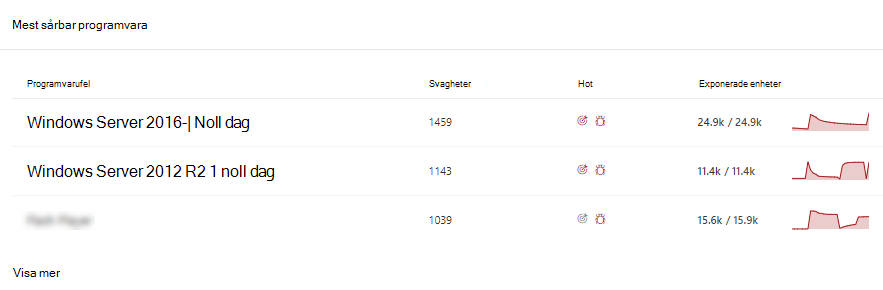 Mest sårbar programvara
Programvarufel Svagheter Hot Exponerade enheter
Windows Server 2016-| Noll dag 1459 24.9k / 24.9k
Windows Server 2012 R2 1 noll dag 1143 11.4k / 11.4k
1039 15.6k / 15.9k
Visa mer